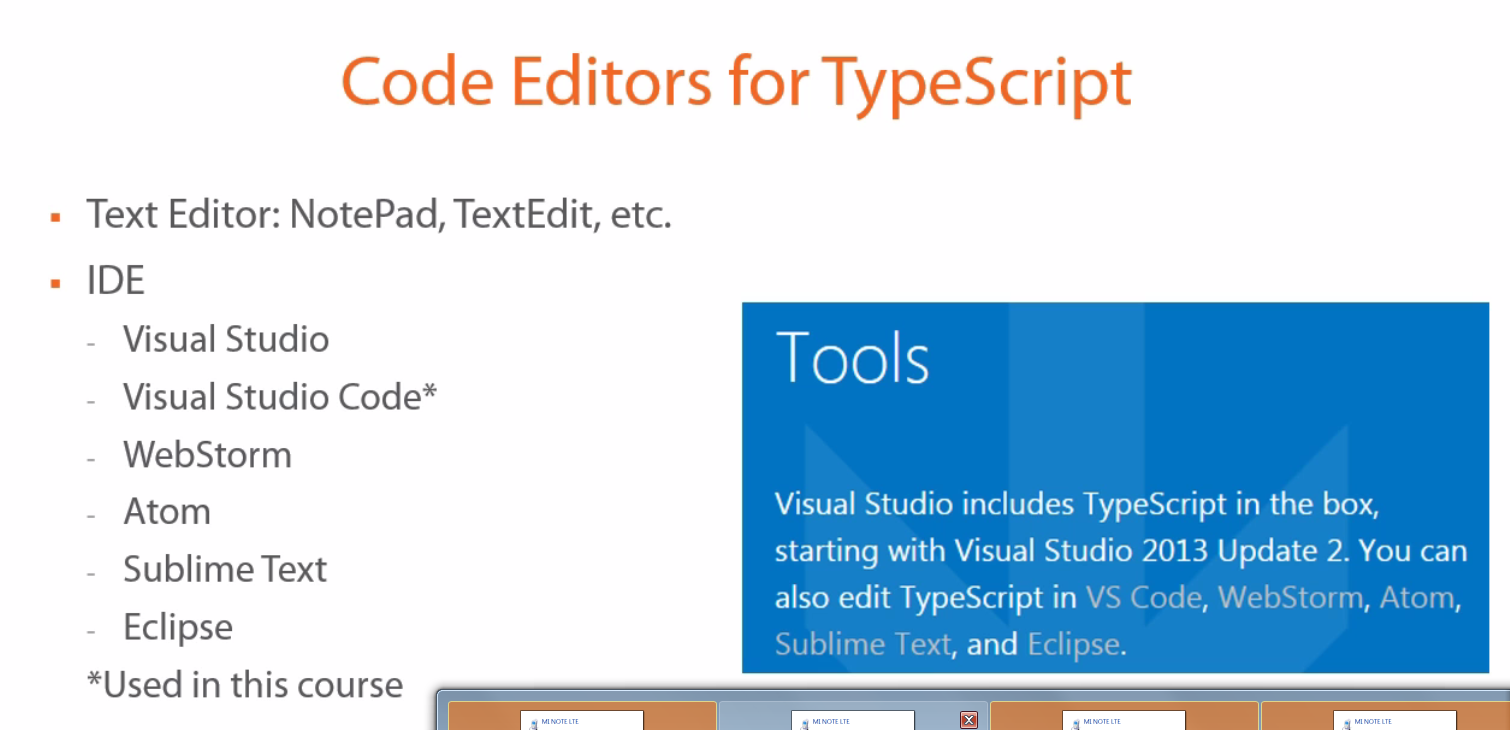 Code Editors for TypeScript
Text Editor: NotePad, TextEdit, etc.
IDE
- Visual Studio
- Visual Studio Code*
- WebStorm
- Atom
- Sublime Text
- Eclipse
*Used in this course
Tools
Visual Studio includes TypeScript in the box,
starting with Visual Studio 2013 Update 2. You can
also edit TypeScript in VS Code, WebStorm, Atom,
Sublime Text, and Eclipse.
MI NOTE LTE
MI NOTE LTE
MI NOTE LTE
MI NOTE LTE